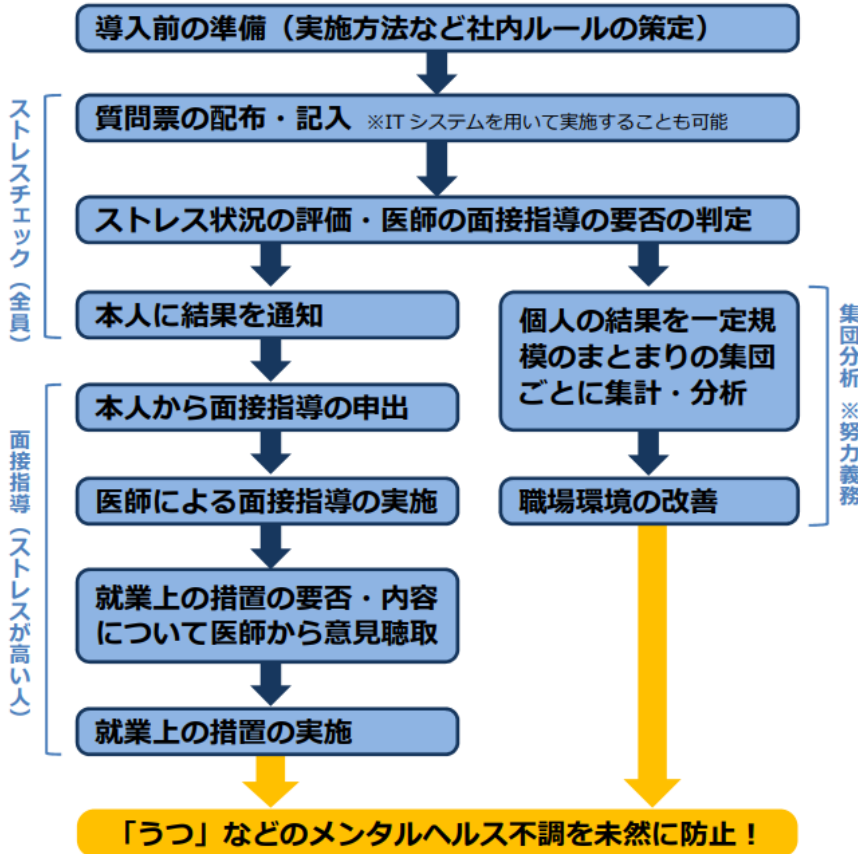 導入前の準備（実施方法など社内ルールの策定）
ストレスチェック（全員）
質問票の配布・記入 ※IT システムを用いて実施することも可能
ストレス状況の評価・医師の面接指導の要否の判定
本人に結果を通知
個人の結果を一定規
模のまとまりの集団
ごとに集計・分析
集団分析 ※努力義務
面接指導（ストレスが高い人）
本人から面接指導の申出
医師による面接指導の実施
職場環境の改善
就業上の措置の要否・内容
について医師から意見聴取
就業上の措置の実施
「うつ」などのメンタルヘルス不調を未然に防止！